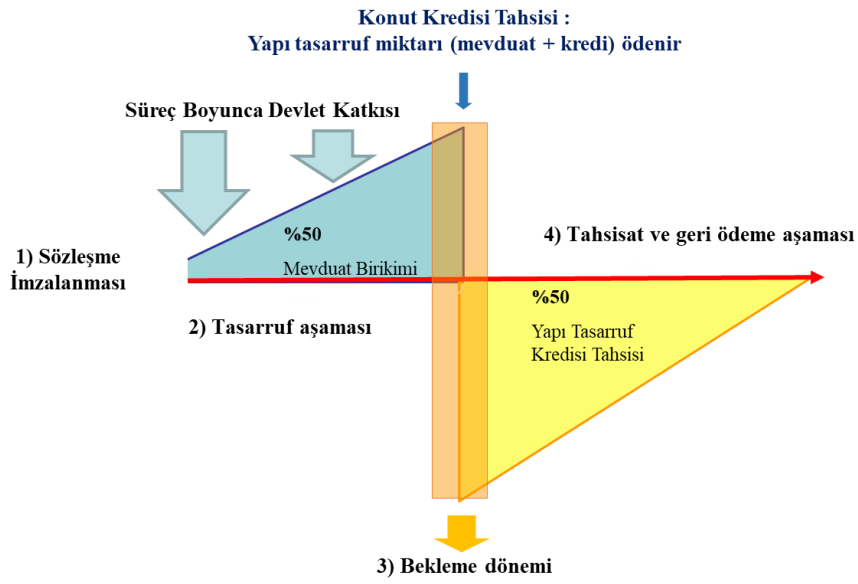 Konut Kredisi Tahsisi :
Yapı tasarruf miktarı (mevduat + kredi) ödenir
Süreç Boyunca Devlet Katkısı
1) Sözleşme
İmzalanması
%50
Mevduat Birikimi
2) Tasarruf aşaması
4) Tahsisat ve geri ödeme aşaması
%50
Yapı Tasarruf
Kredisi Tahsisi
3) Bekleme dönemi